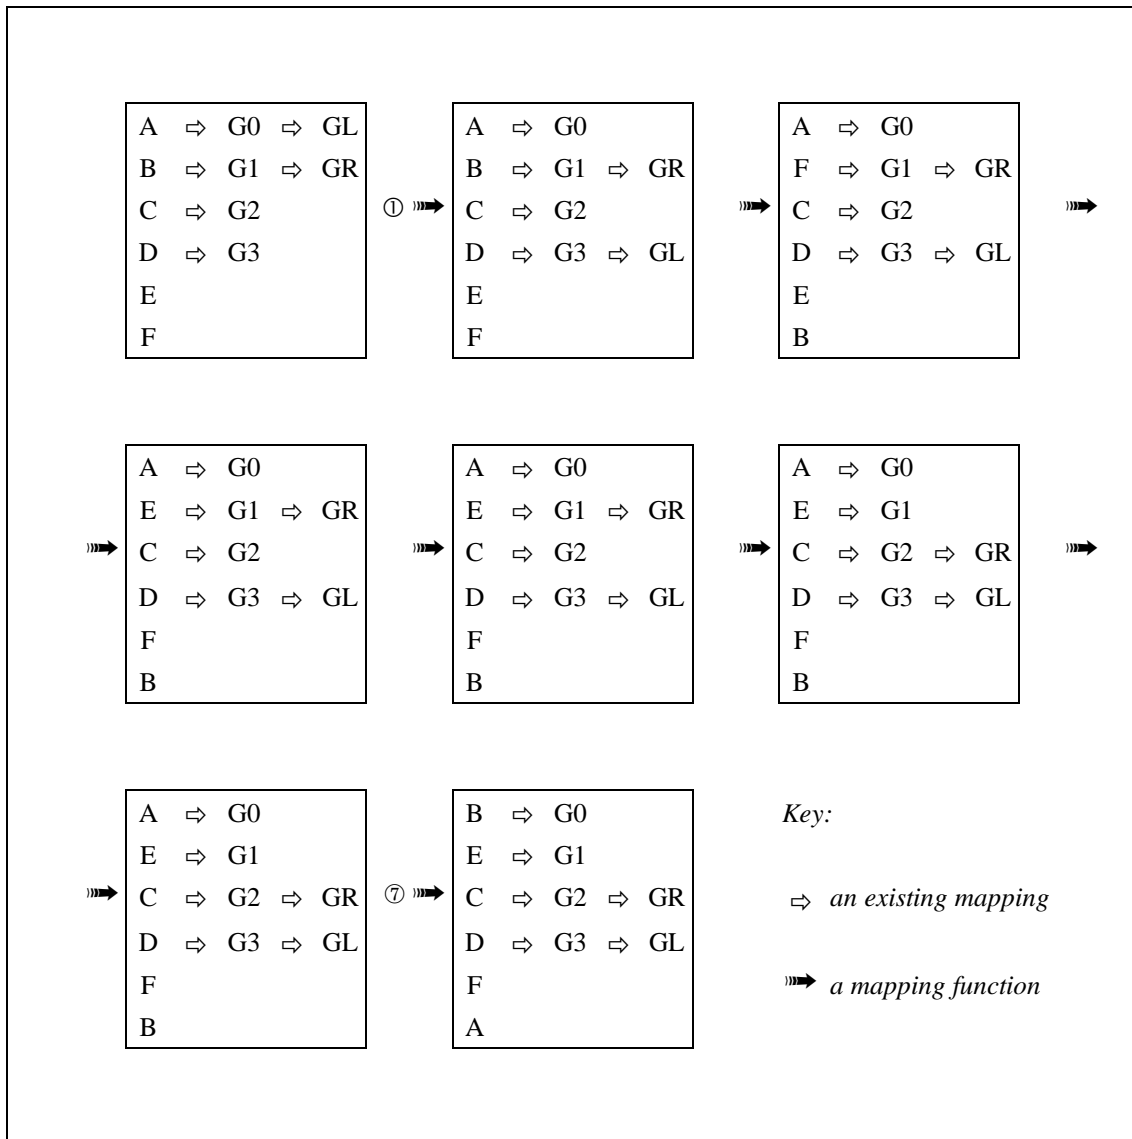 A ⇨ G0 ⇨ GL
B ⇨ G1 ⇨ GR
C ⇨ G2
D ⇨ G3
E
F
①
A ⇨ G0
B ⇨ G1 ⇨ GR
C ⇨ G2
D ⇨ G3 ⇨ GL
E
F
A ⇨ G0
F ⇨ G1 ⇨ GR
C ⇨ G2
D ⇨ G3 ⇨ GL
E
B
A ⇨ G0
E ⇨ G1 ⇨ GR
C ⇨ G2
D ⇨ G3 ⇨ GL
F
B
A ⇨ G0
E ⇨ G1 ⇨ GR
C ⇨ G2
D ⇨ G3 ⇨ GL
F
B
A ⇨ G0
E ⇨ G1
C ⇨ G2 ⇨ GR
D ⇨ G3 ⇨ GL
F
B
A ⇨ G0
E ⇨ G1
C ⇨ G2 ⇨ GR
D ⇨ G3 ⇨ GL
F
B
⑦
B ⇨ G0
E ⇨ G1
C ⇨ G2 ⇨ GR
D ⇨ G3 ⇨ GL
F
A
Key:
⇨ an existing mapping
➠ a mapping function